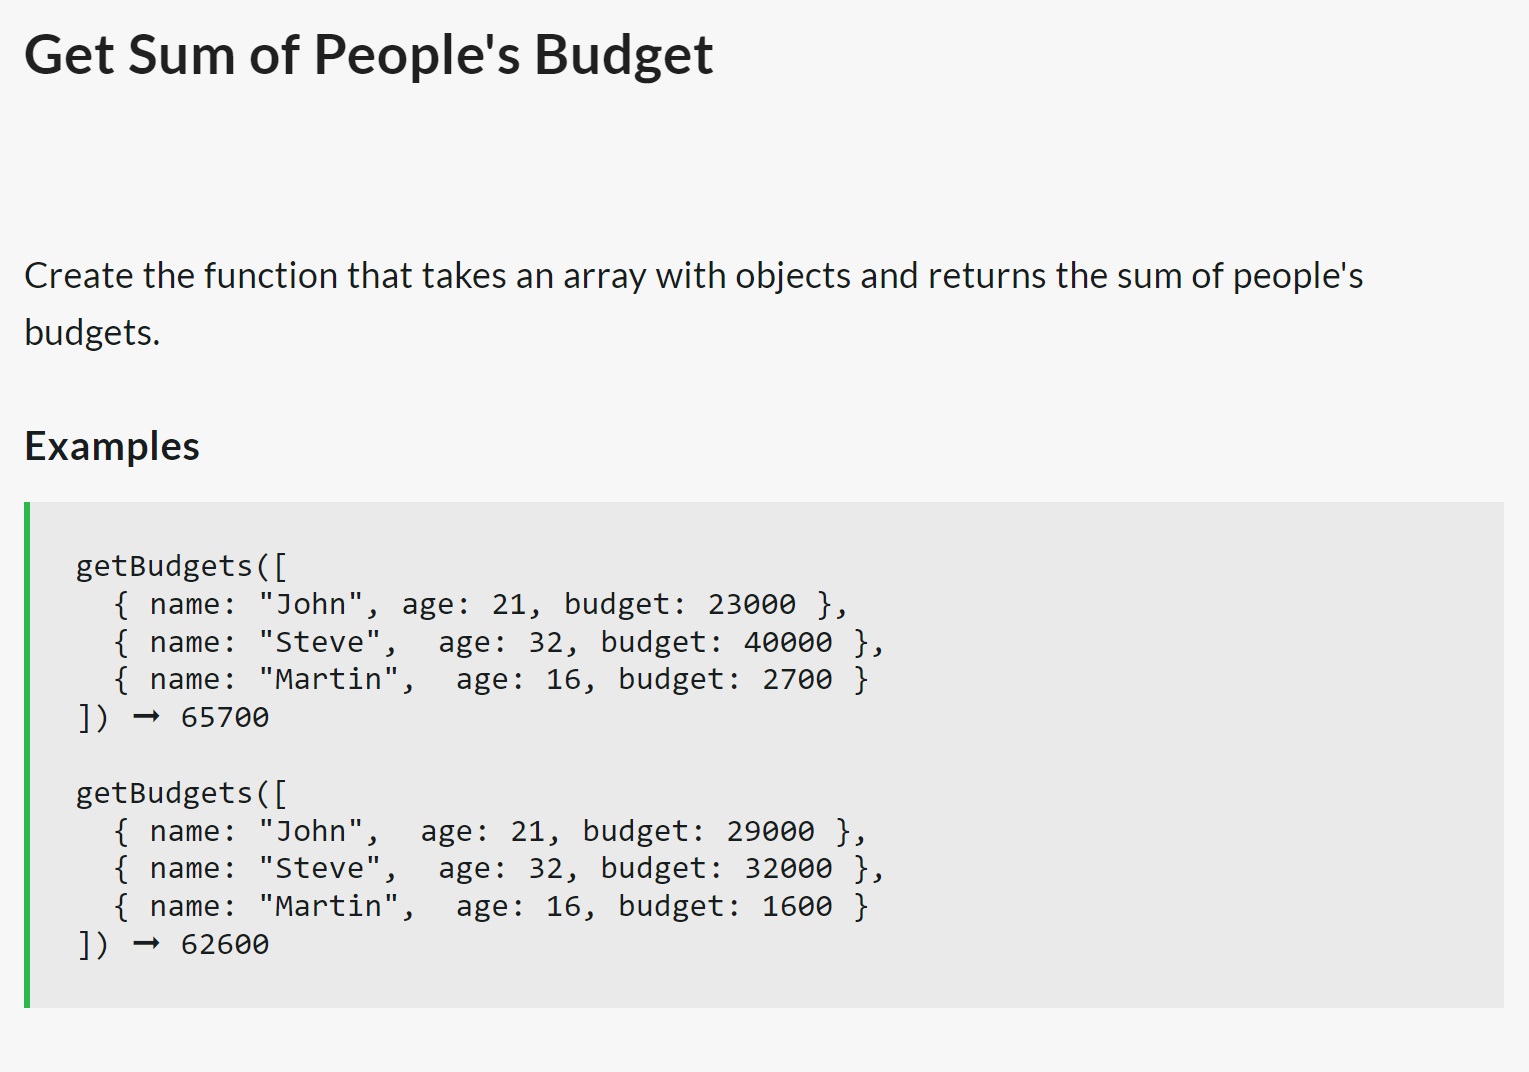 Get Sum of People's Budget
Create the function that takes an array with objects and returns the sum of people's
budgets.
Examples
getBudgets([
  { name: "John", age: 21, budget: 23000 },
  { name: "Steve",  age: 32, budget: 40000 },
  { name: "Martin",  age: 16, budget: 2700 }
]) ➞ 65700
getBudgets([
  { name: "John",  age: 21, budget: 29000 },
  { name: "Steve",  age: 32, budget: 32000 },
  { name: "Martin",  age: 16, budget: 1600 }
]) ➞ 62600